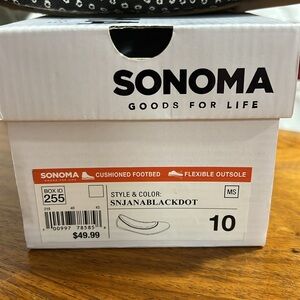 SONOMA
GOODS FOR LIFE
SONOMA CUSHIONED FOOTBED FLEXIBLE OUTSOLE
BOX ID
255
STYLE & COLOR:
SNJANABLACKDOT
MS
10
$49.99